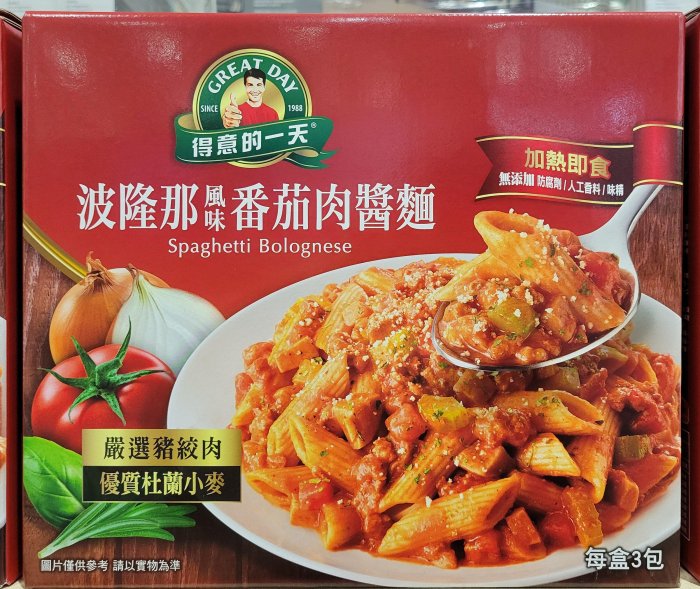 GREAT DAY
SINCE 1988
得意的一天®
加熱即食
無添加 防腐劑/人工香料/味精
波隆那風味番茄肉醬麵
Spaghetti Bolognese
嚴選豬絞肉
優質杜蘭小麥
圖片僅供參考 請以實物為準
每盒3包